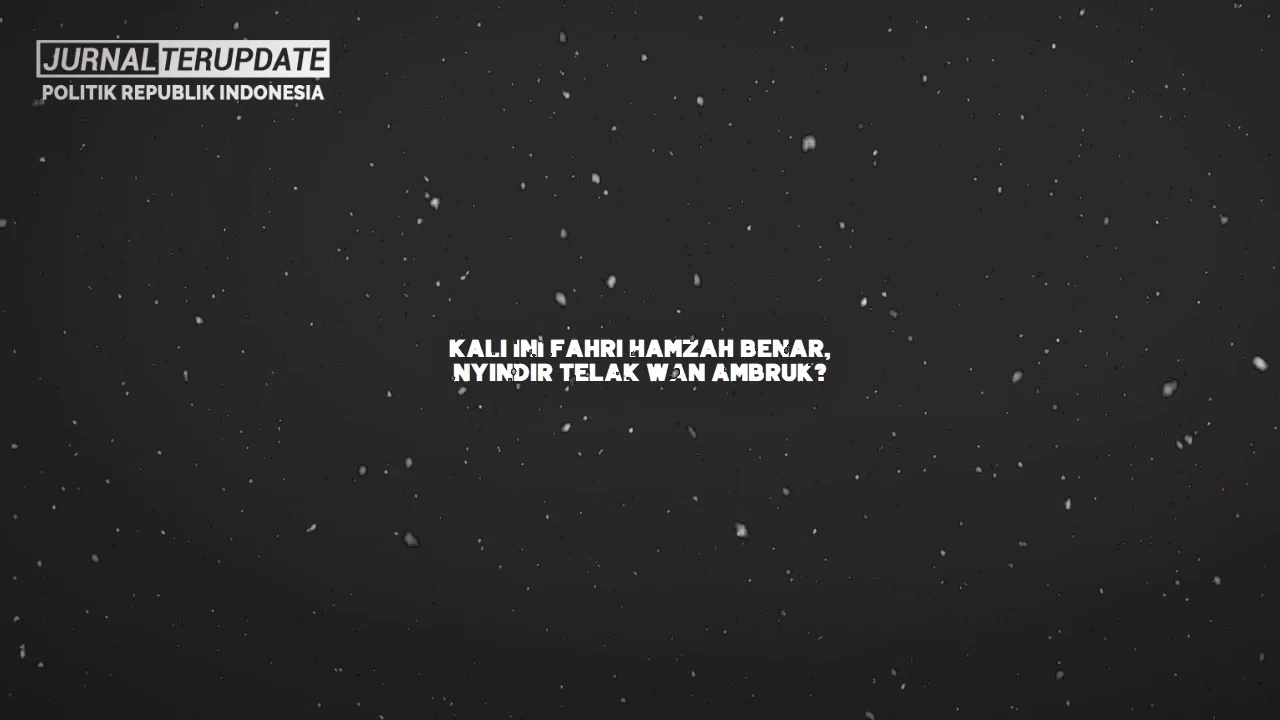 JURNALTERUPDATE
POLITIK REPUBLIK INDONESIA
KALI INI FAHRI HAMZAH BENAR,
NYINDIR TELAK WAN AMBRUK?